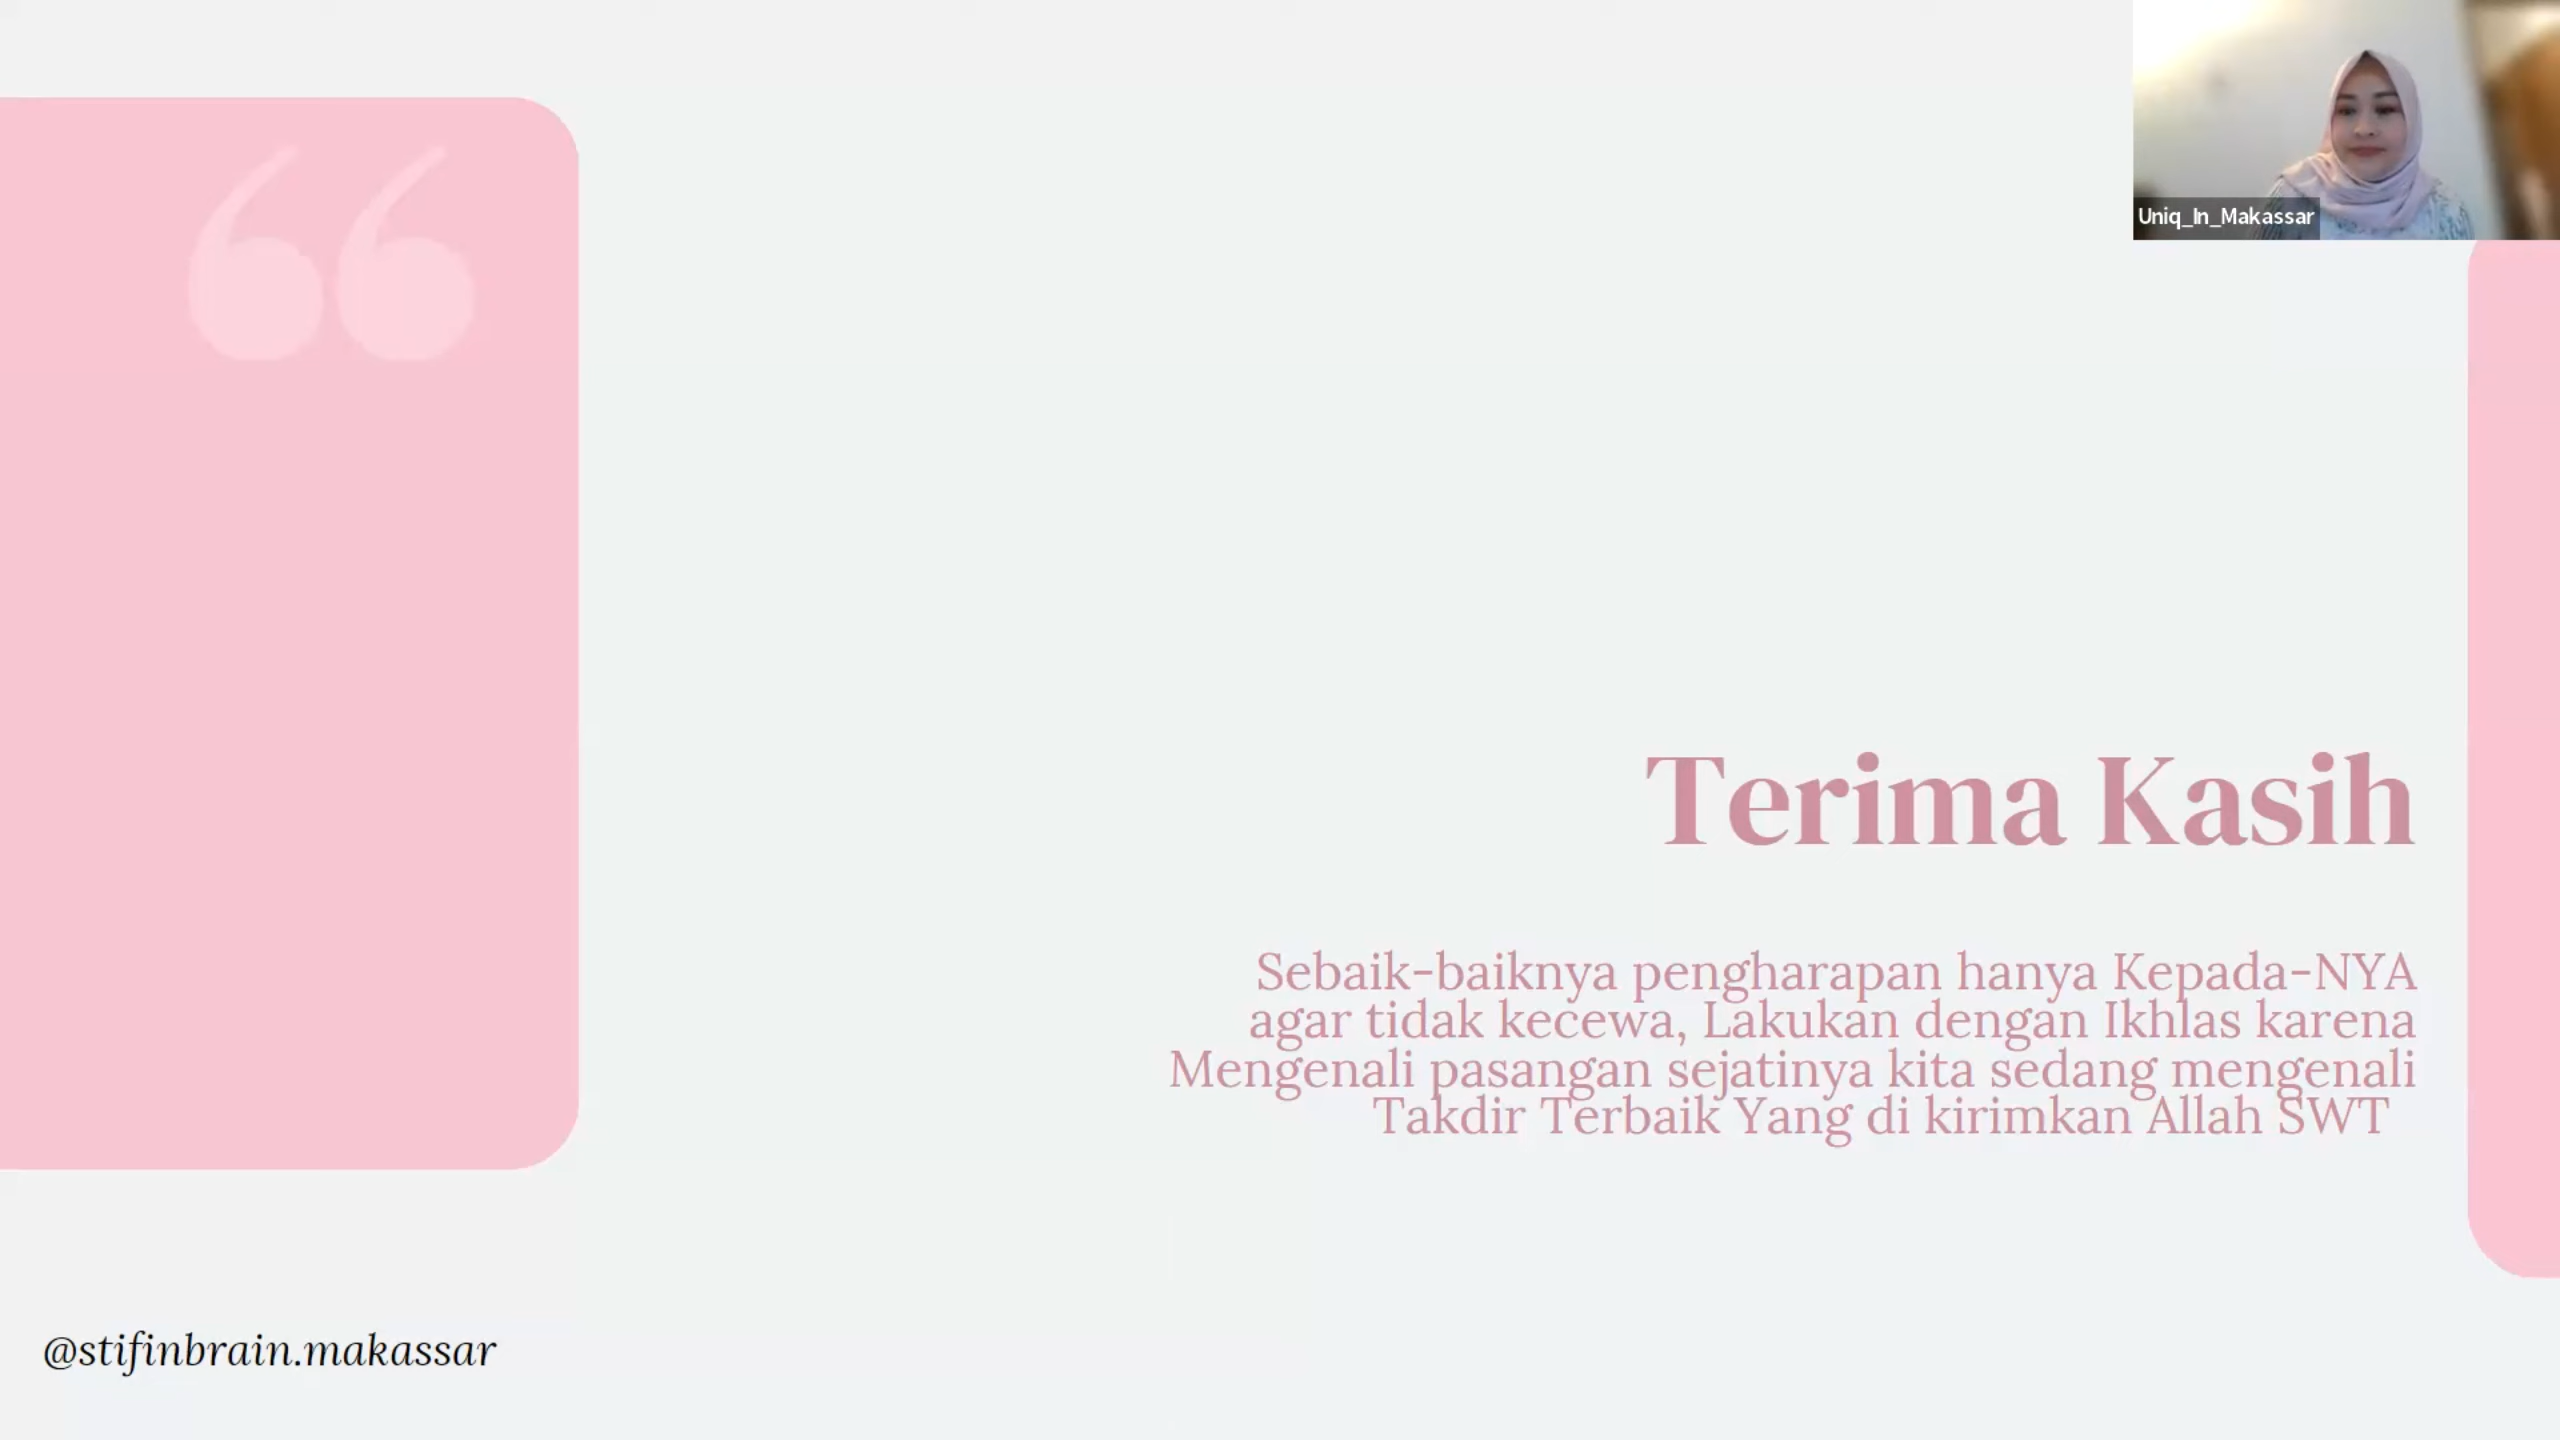 Uniq_In_Makassar
Terima Kasih
Sebaik-baiknya pengharapan hanya Kepada-NYA
agar tidak kecewa, Lakukan dengan Ikhlas karena
Mengenali pasangan sejatinya kita sedang mengenali
Takdir Terbaik Yang di kirimkan Allah SWT
@stifinbrain.makassar